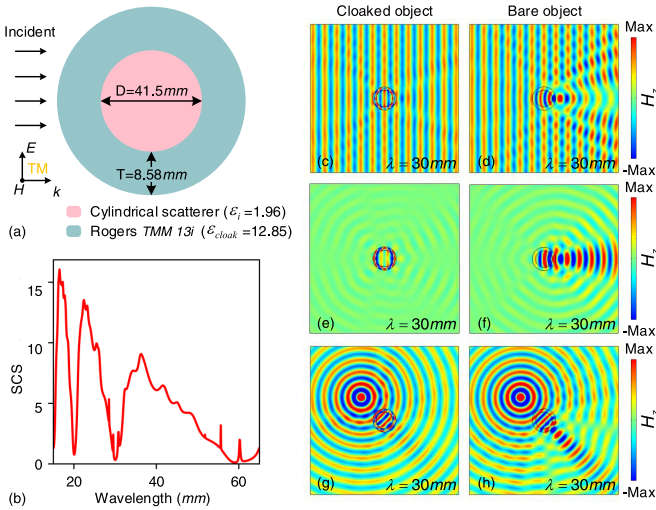 Incident
D=41.5mm
T=8.58mm
E
TM
H
k
Cylindrical scatterer (ε_i =1.96)
(a)
Rogers TMM 13i (ε_cloak =12.85)
15
10
5
0
SCS
20
40
60
Wavelength (mm)
(b)
Cloaked object
Bare object
(c)
λ = 30mm
(d)
λ = 30mm
Max
H_z
-Max
(e)
λ = 30mm
(f)
λ = 30mm
Max
H_z
-Max
(g)
λ = 30mm
(h)
λ = 30mm
Max
H_z
-Max